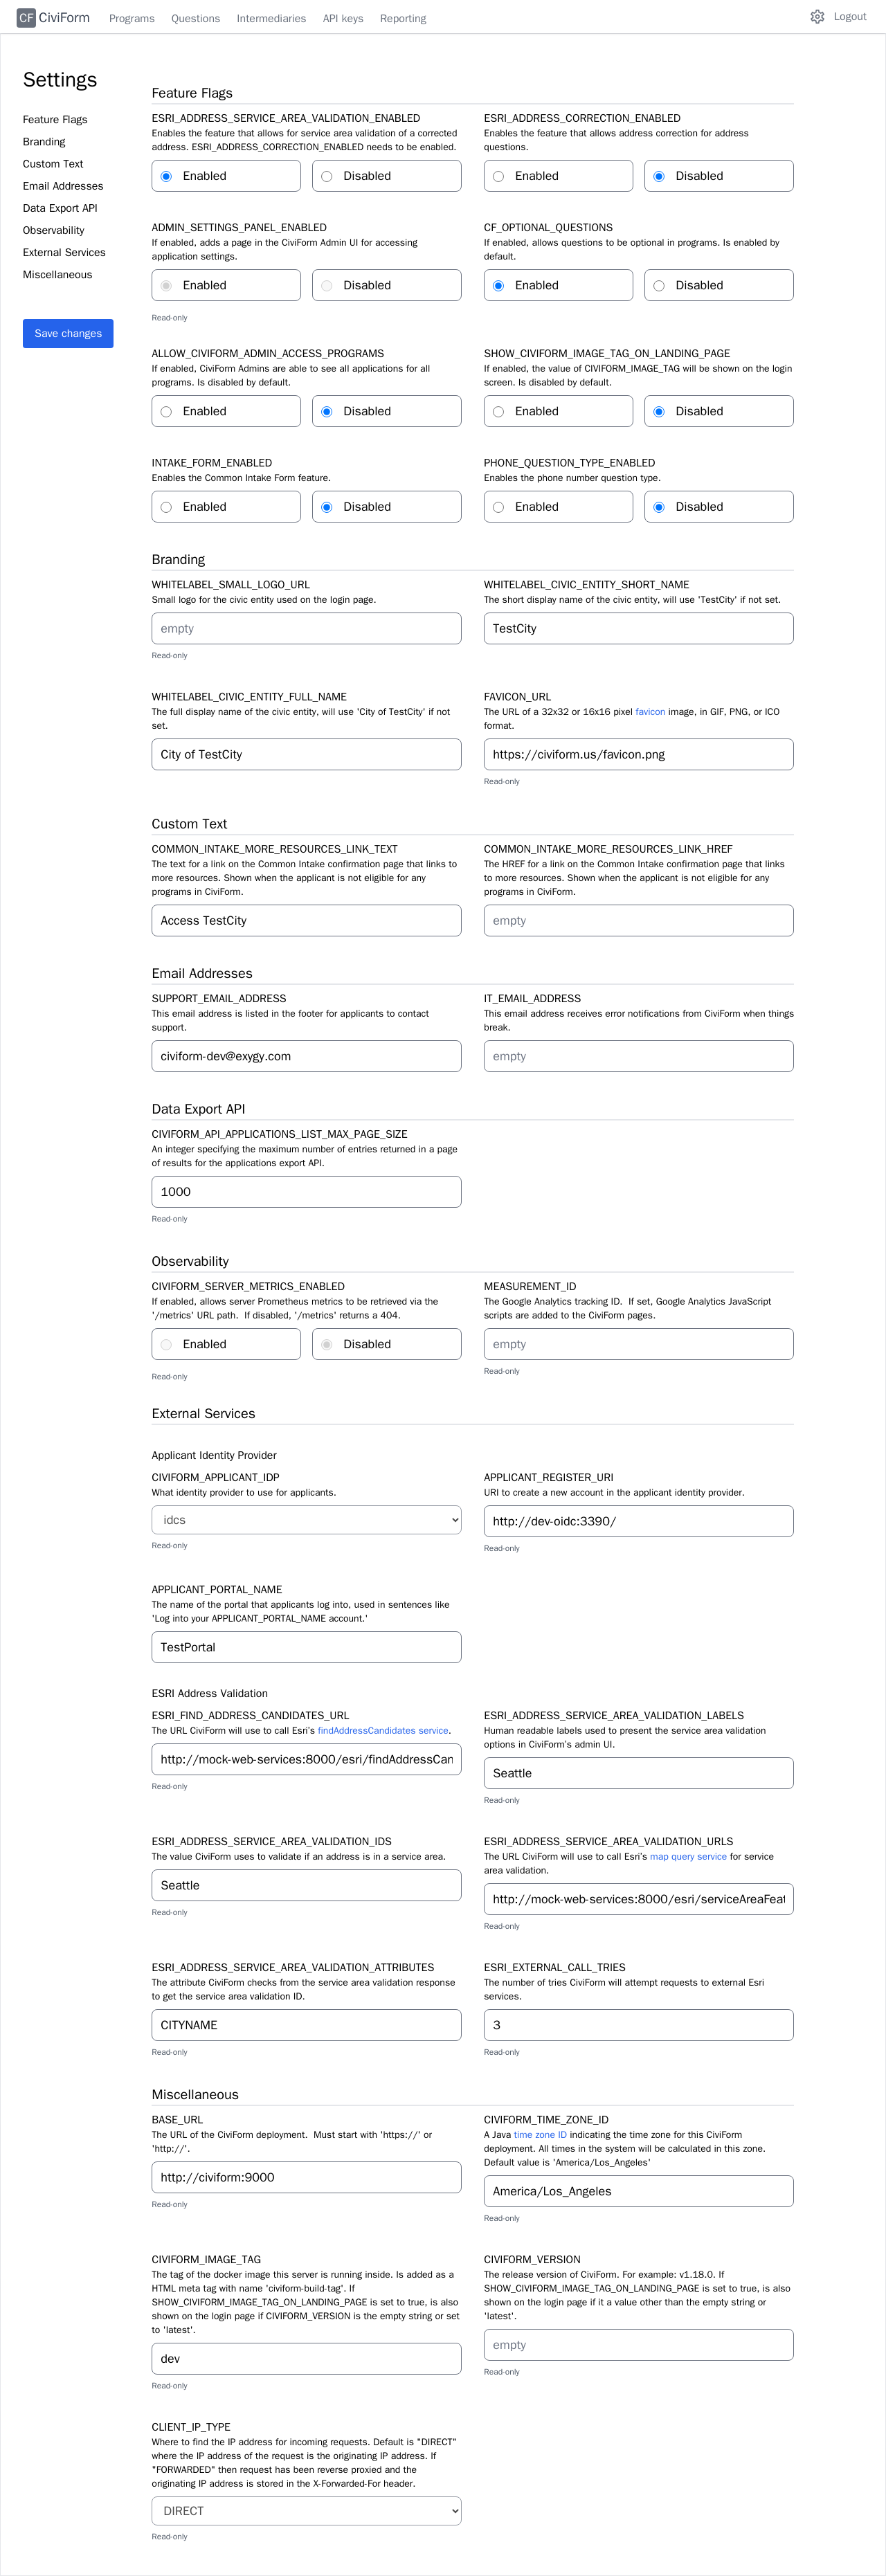 CF CiviForm Programs Questions Intermediaries API keys Reporting Logout
Settings
Feature Flags
Branding
Custom Text
Email Addresses
Data Export API
Observability
External Services
Miscellaneous
Save changes
Feature Flags
ESRI_ADDRESS_SERVICE_AREA_VALIDATION_ENABLED
Enables the feature that allows for service area validation of a corrected
address. ESRI_ADDRESS_CORRECTION_ENABLED needs to be enabled.
Enabled Disabled
ESRI_ADDRESS_CORRECTION_ENABLED
Enables the feature that allows address correction for address
questions.
Enabled Disabled
ADMIN_SETTINGS_PANEL_ENABLED
If enabled, adds a page in the CiviForm Admin UI for accessing
application settings.
Enabled Disabled
Read-only
CF_OPTIONAL_QUESTIONS
If enabled, allows questions to be optional in programs. Is enabled by
default.
Enabled Disabled
ALLOW_CIVIFORM_ADMIN_ACCESS_PROGRAMS
If enabled, CiviForm Admins are able to see all applications for all
programs. Is disabled by default.
Enabled Disabled
SHOW_CIVIFORM_IMAGE_TAG_ON_LANDING_PAGE
If enabled, the value of CIVIFORM_IMAGE_TAG will be shown on the login
screen. Is disabled by default.
Enabled Disabled
INTAKE_FORM_ENABLED
Enables the Common Intake Form feature.
Enabled Disabled
PHONE_QUESTION_TYPE_ENABLED
Enables the phone number question type.
Enabled Disabled
Branding
WHITELABEL_SMALL_LOGO_URL
Small logo for the civic entity used on the login page.
empty
Read-only
WHITELABEL_CIVIC_ENTITY_SHORT_NAME
The short display name of the civic entity, will use 'TestCity' if not set.
TestCity
WHITELABEL_CIVIC_ENTITY_FULL_NAME
The full display name of the civic entity, will use 'City of TestCity' if not
set.
City of TestCity
FAVICON_URL
The URL of a 32x32 or 16x16 pixel favicon image, in GIF, PNG, or ICO
format.
https://civiform.us/favicon.png
Read-only
Custom Text
COMMON_INTAKE_MORE_RESOURCES_LINK_TEXT
The text for a link on the Common Intake confirmation page that links to
more resources. Shown when the applicant is not eligible for any
programs in CiviForm.
Access TestCity
COMMON_INTAKE_MORE_RESOURCES_LINK_HREF
The HREF for a link on the Common Intake confirmation page that links
to more resources. Shown when the applicant is not eligible for any
programs in CiviForm.
empty
Email Addresses
SUPPORT_EMAIL_ADDRESS
This email address is listed in the footer for applicants to contact
support.
civiform-dev@exygy.com
IT_EMAIL_ADDRESS
This email address receives error notifications from CiviForm when things
break.
empty
Data Export API
CIVIFORM_API_APPLICATIONS_LIST_MAX_PAGE_SIZE
An integer specifying the maximum number of entries returned in a page
of results for the applications export API.
1000
Read-only
Observability
CIVIFORM_SERVER_METRICS_ENABLED
If enabled, allows server Prometheus metrics to be retrieved via the
'/metrics' URL path.  If disabled, '/metrics' returns a 404.
Enabled Disabled
Read-only
MEASUREMENT_ID
The Google Analytics tracking ID.  If set, Google Analytics JavaScript
scripts are added to the CiviForm pages.
empty
Read-only
External Services
Applicant Identity Provider
CIVIFORM_APPLICANT_IDP
What identity provider to use for applicants.
idcs
Read-only
APPLICANT_REGISTER_URI
URI to create a new account in the applicant identity provider.
http://dev-oidc:3390/
Read-only
APPLICANT_PORTAL_NAME
The name of the portal that applicants log into, used in sentences like
'Log into your APPLICANT_PORTAL_NAME account.'
TestPortal
ESRI Address Validation
ESRI_FIND_ADDRESS_CANDIDATES_URL
The URL CiviForm will use to call Esri's findAddressCandidates service.
http://mock-web-services:8000/esri/findAddressCan
Read-only
ESRI_ADDRESS_SERVICE_AREA_VALIDATION_LABELS
Human readable labels used to present the service area validation
options in CiviForm's admin UI.
Seattle
Read-only
ESRI_ADDRESS_SERVICE_AREA_VALIDATION_IDS
The value CiviForm uses to validate if an address is in a service area.
Seattle
Read-only
ESRI_ADDRESS_SERVICE_AREA_VALIDATION_URLS
The URL CiviForm will use to call Esri's map query service for service
area validation.
http://mock-web-services:8000/esri/serviceAreaFeat
Read-only
ESRI_ADDRESS_SERVICE_AREA_VALIDATION_ATTRIBUTES
The attribute CiviForm checks from the service area validation response
to get the service area validation ID.
CITYNAME
Read-only
ESRI_EXTERNAL_CALL_TRIES
The number of tries CiviForm will attempt requests to external Esri
services.
3
Read-only
Miscellaneous
BASE_URL
The URL of the CiviForm deployment.  Must start with 'https://' or
'http://'.
http://civiform:9000
Read-only
CIVIFORM_TIME_ZONE_ID
A Java time zone ID indicating the time zone for this CiviForm
deployment. All times in the system will be calculated in this zone.
Default value is 'America/Los_Angeles'
America/Los_Angeles
Read-only
CIVIFORM_IMAGE_TAG
The tag of the docker image this server is running inside. Is added as a
HTML meta tag with name 'civiform-build-tag'. If
SHOW_CIVIFORM_IMAGE_TAG_ON_LANDING_PAGE is set to true, is also
shown on the login page if CIVIFORM_VERSION is the empty string or set
to 'latest'.
dev
Read-only
CIVIFORM_VERSION
The release version of CiviForm. For example: v1.18.0. If
SHOW_CIVIFORM_IMAGE_TAG_ON_LANDING_PAGE is set to true, is also
shown on the login page if it a value other than the empty string or
'latest'.
empty
Read-only
CLIENT_IP_TYPE
Where to find the IP address for incoming requests. Default is "DIRECT"
where the IP address of the request is the originating IP address. If
"FORWARDED" then request has been reverse proxied and the
originating IP address is stored in the X-Forwarded-For header.
DIRECT
Read-only